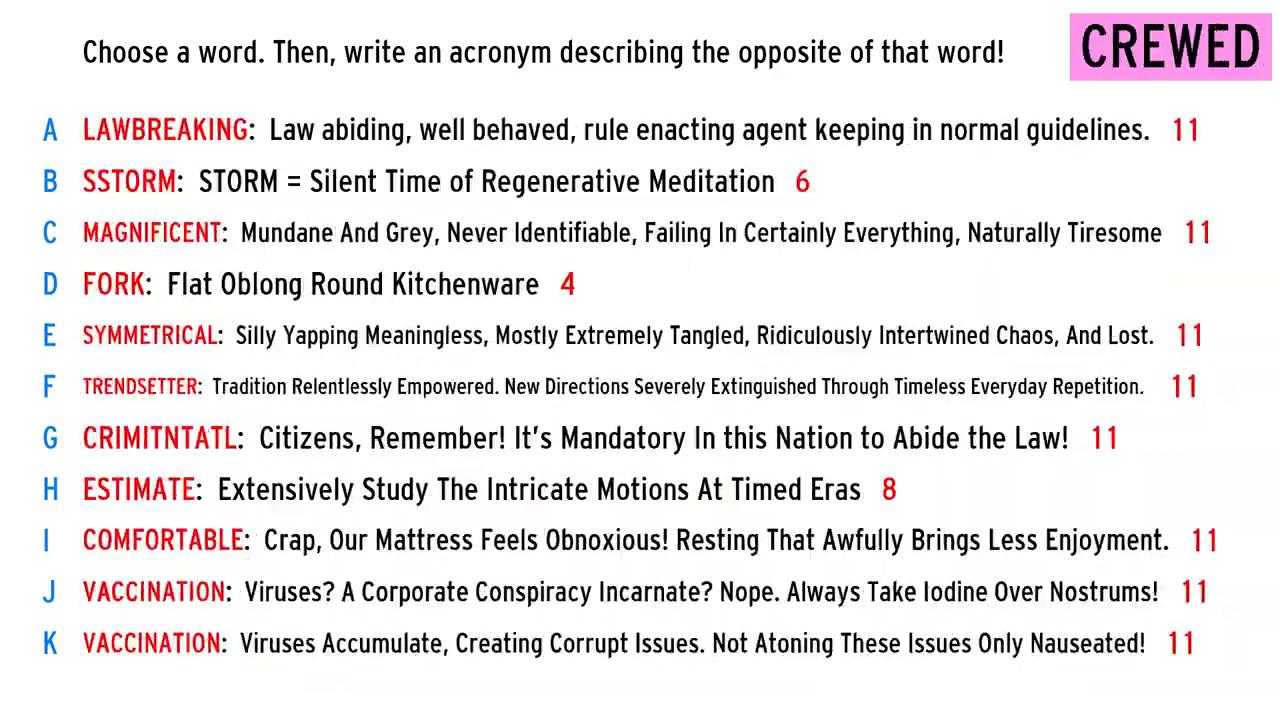 Choose a word. Then, write an acronym describing the opposite of that word!
CREWED
A LAWBREAKING: Law abiding, well behaved, rule enacting agent keeping in normal guidelines. 11
B SSTORM: STORM = Silent Time of Regenerative Meditation 6
C MAGNIFICENT: Mundane And Grey, Never Identifiable, Failing In Certainly Everything, Naturally Tiresome 11
D FORK: Flat Oblong Round Kitchenware 4
E SYMMETRICAL: Silly Yapping Meaningless, Mostly Extremely Tangled, Ridiculously Intertwined Chaos, And Lost. 11
F TRENDSETTER: Tradition Relentlessly Empowered. New Directions Severely Extinguished Through Timeless Everyday Repetition. 11
G CRIMITNTATL: Citizens, Remember! It's Mandatory In this Nation to Abide the Law! 11
H ESTIMATE: Extensively Study The Intricate Motions At Timed Eras 8
I COMFORTABLE: Crap, Our Mattress Feels Obnoxious! Resting That Awfully Brings Less Enjoyment. 11
J VACCINATION: Viruses? A Corporate Conspiracy Incarnate? Nope. Always Take Iodine Over Nostrums! 11
K VACCINATION: Viruses Accumulate, Creating Corrupt Issues. Not Atoning These Issues Only Nauseated! 11